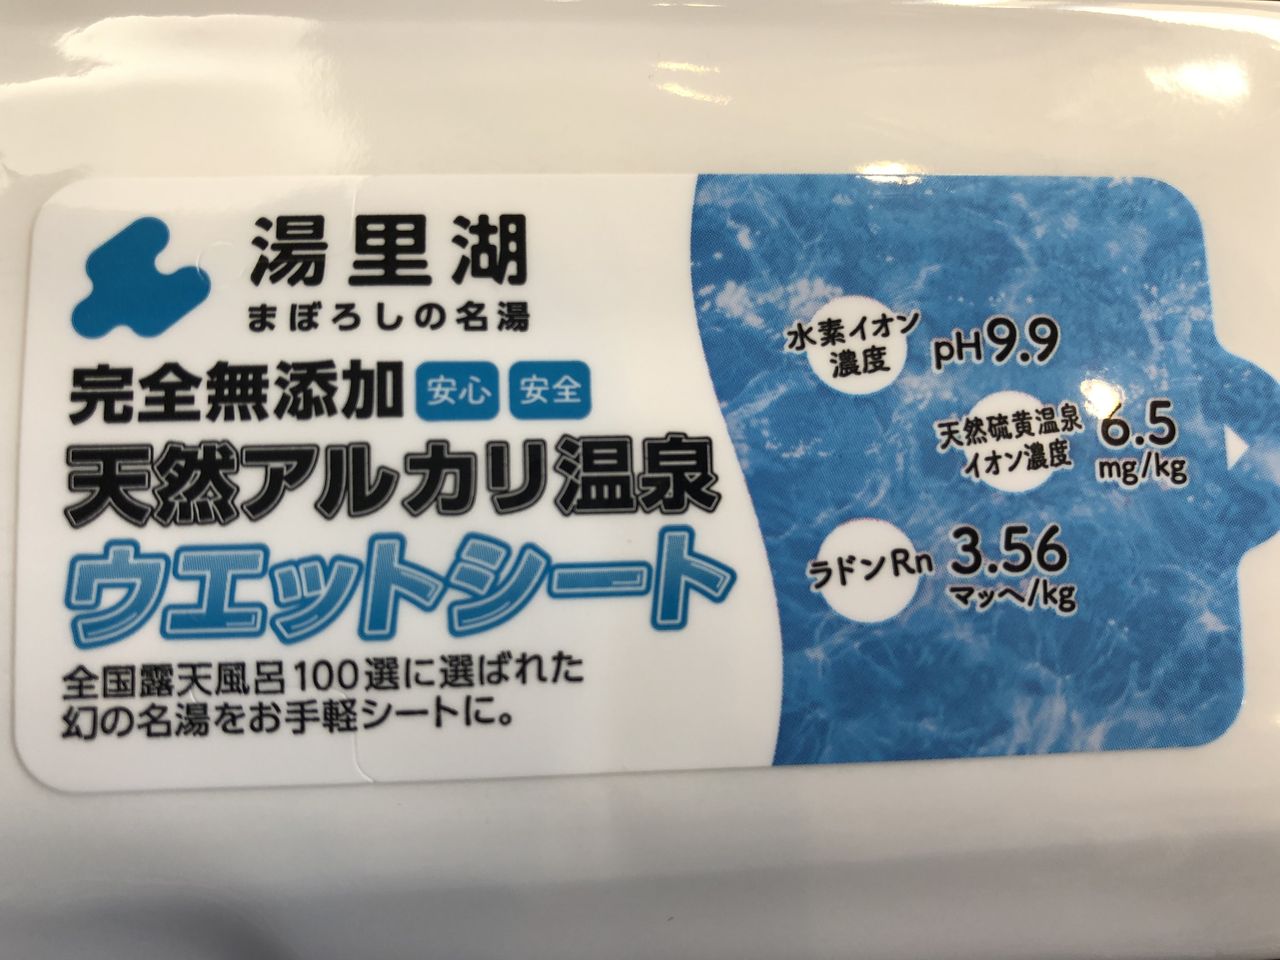 湯里湖
まぼろしの名湯
完全無添加 安心 安全
天然アルカリ温泉
ウエットシート
全国露天風呂100選に選ばれた
幻の名湯をお手軽シートに。
水素イオン
濃度 pH9.9
天然硫黄温泉
イオン濃度 6.5
mg/kg
ラドンRn 3.56
マッヘ/kg